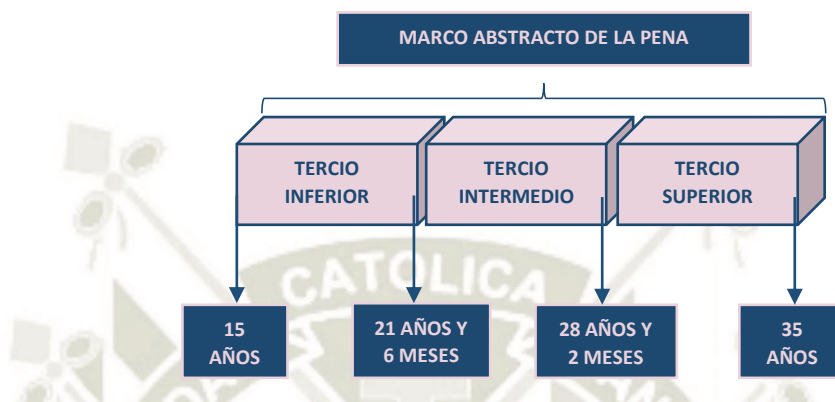 MARCO ABSTRACTO DE LA PENA
TERCIO
INFERIOR
TERCIO
INTERMEDIO
TERCIO
SUPERIOR
CATOLICA
15
AÑOS
21 AÑOS Y
6 MESES
28 AÑOS Y
2 MESES
35
AÑOS